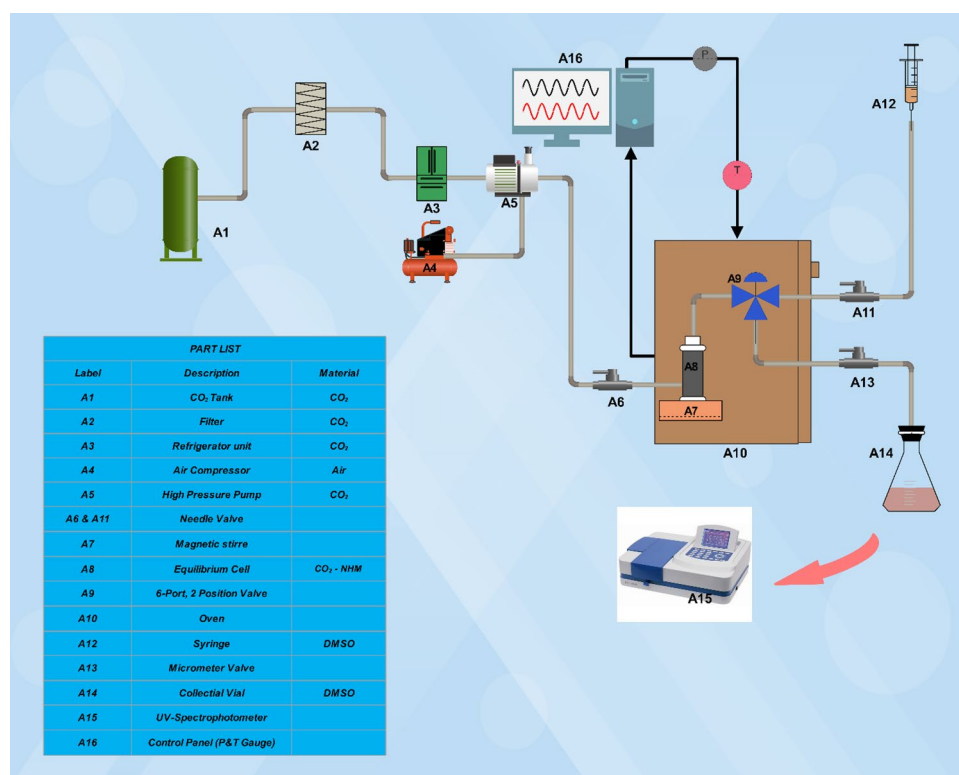 A16
P...
A12
A2
T
A1
A3
A5
A4
A9
A11
A8
A6
A7
A13
A10
A14
A15
PART LIST
Label Description Material
A1 CO₂ Tank CO₂
A2 Filter CO₂
A3 Refrigerator unit CO₂
A4 Air Compressor Air
A5 High Pressure Pump CO₂
A6 & A11 Needle Valve
A7 Magnetic stirre
A8 Equilibrium Cell CO₂ - NHM
A9 6-Port, 2 Position Valve
A10 Oven
A12 Syringe DMSO
A13 Micrometer Valve
A14 Collectial Vial DMSO
A15 UV-Spectrophotometer
A16 Control Panel (P&T Gauge)